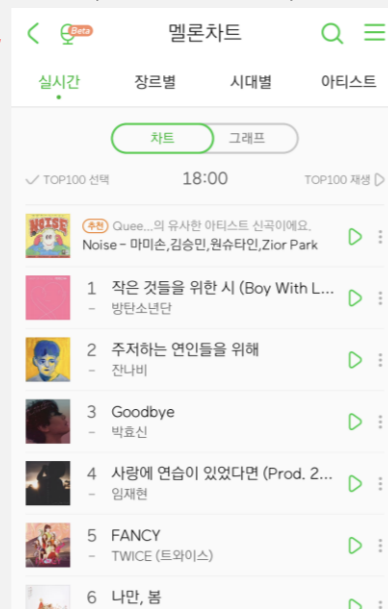 Beta
멜론차트
실시간 장르별 시대별 아티스트
차트 그래프
TOP100 선택 18:00 TOP100 재생
NOISE
추천 Quee...의 유사한 아티스트 신곡이에요.
Noise – 마미손,김승민,원슈타인,Zior Park
1 작은 것들을 위한 시 (Boy With L...
– 방탄소년단
2 주저하는 연인들을 위해
– 잔나비
3 Goodbye
– 박효신
4 사랑에 연습이 있었다면 (Prod. 2...
– 임재현
5 FANCY
– TWICE (트와이스)
6 나만, 봄